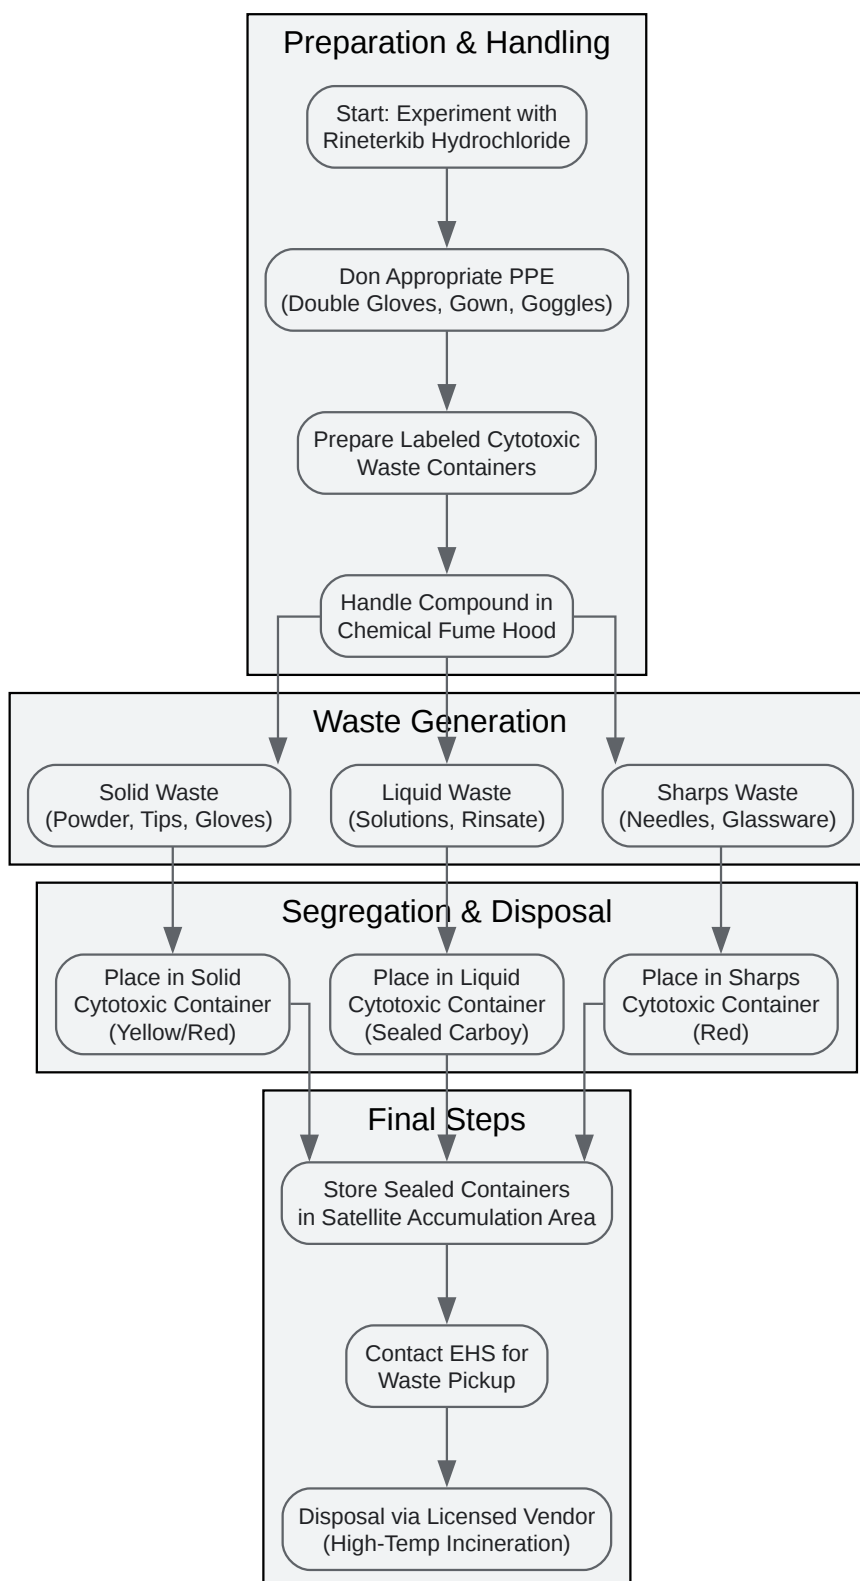 Preparation & Handling
Start: Experiment with
Rineterkib Hydrochloride
Don Appropriate PPE
(Double Gloves, Gown, Goggles)
Prepare Labeled Cytotoxic
Waste Containers
Handle Compound in
Chemical Fume Hood
Waste Generation
Solid Waste
(Powder, Tips, Gloves)
Liquid Waste
(Solutions, Rinsate)
Sharps Waste
(Needles, Glassware)
Segregation & Disposal
Place in Solid
Cytotoxic Container
(Yellow/Red)
Place in Liquid
Cytotoxic Container
(Sealed Carboy)
Place in Sharps
Cytotoxic Container
(Red)
Final Steps
Store Sealed Containers
in Satellite Accumulation Area
Contact EHS for
Waste Pickup
Disposal via Licensed Vendor
(High-Temp Incineration)